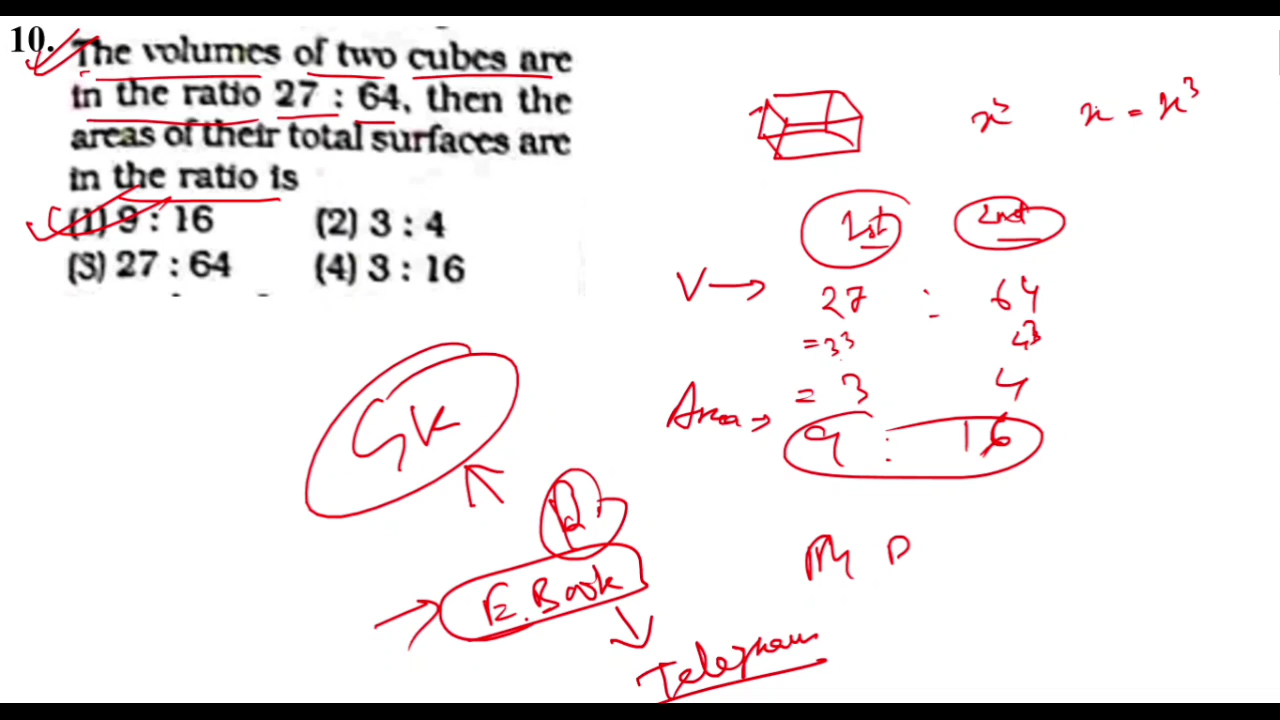 10. The volumes of two cubes are
in the ratio 27 : 64, then the
areas of their total surfaces are
in the ratio is
(1) 9 : 16 (2) 3 : 4
(3) 27 : 64 (4) 3 : 16
x³ x = x³
1st 2nd
V → 27 : 64
= 3³ 4³
= 3 4
Area → 9 : 16
GK
E. Book
Telegram